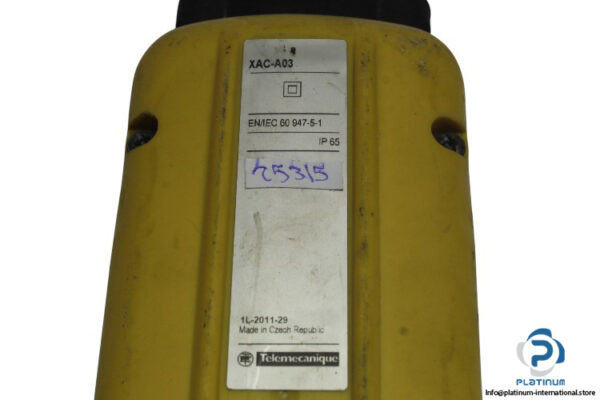 XAC-A03
EN/IEC 60 947-5-1
IP 65
25315
1L-2011-29
Made in Czech Republic
Telemecanique
PLATINUM
Info@platinum-international.store